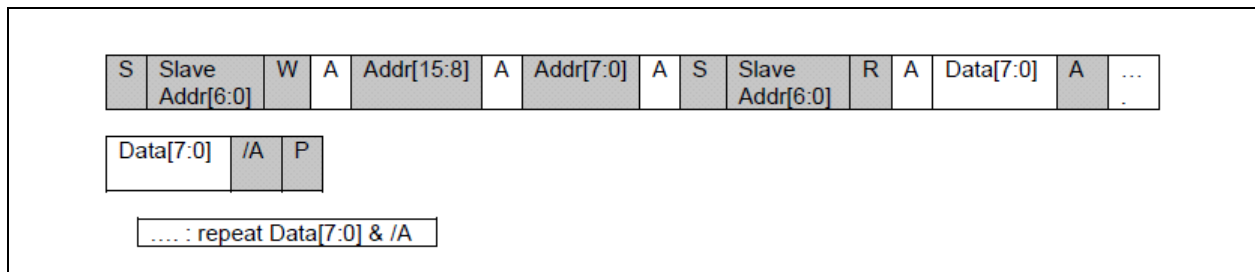 S Slave W A Addr[15:8] A Addr[7:0] A S Slave R A Data[7:0] A ...
Addr[6:0] Addr[6:0] .
Data[7:0] /A P
.... : repeat Data[7:0] & /A